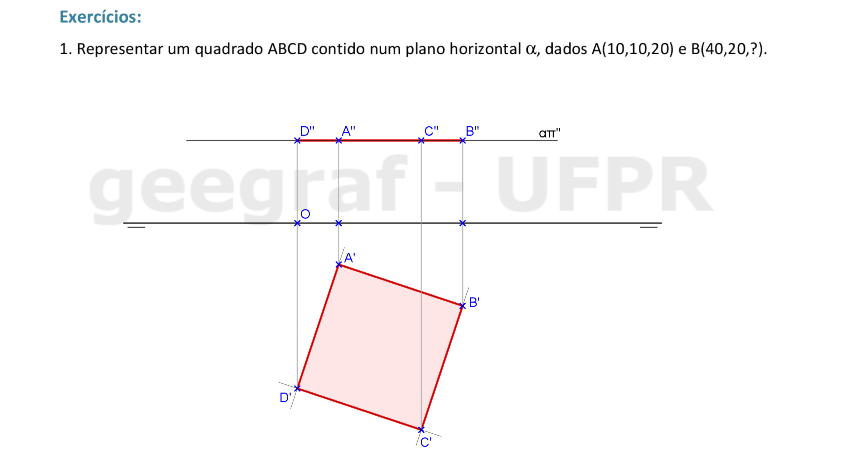 Exercícios:
1. Representar um quadrado ABCD contido num plano horizontal α, dados A(10,10,20) e B(40,20,?).
D" A" C" B" απ"
geegraf - UFPR
O
A'
B'
D'
C'